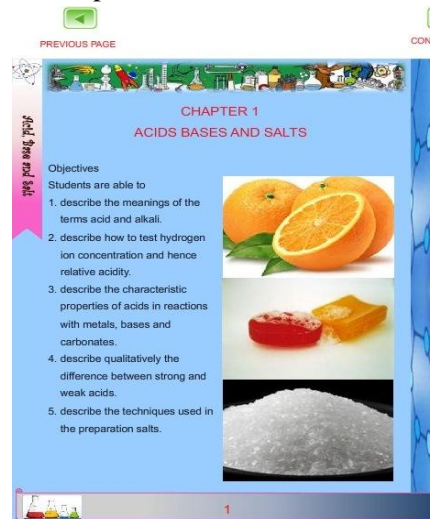 PREVIOUS PAGE
CON
Acid, Base and Salt
CHAPTER 1
ACIDS BASES AND SALTS
Objectives
Students are able to
1. describe the meanings of the
terms acid and alkali.
2. describe how to test hydrogen
ion concentration and hence
relative acidity.
3. describe the characteristic
properties of acids in reactions
with metals, bases and
carbonates.
4. describe qualitatively the
difference between strong and
weak acids.
5. describe the techniques used in
the preparation salts.
1